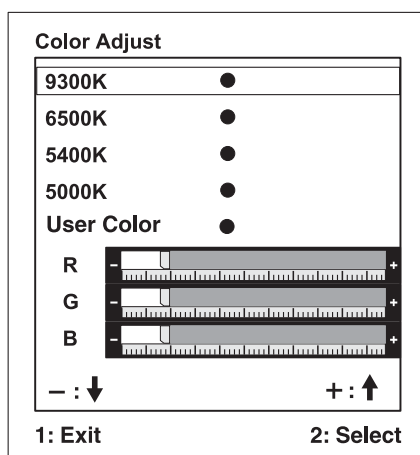 Color Adjust
9300K
6500K
5400K
5000K
User Color
R - +
G - +
B - +
– : ↓ + : ↑
1: Exit 2: Select